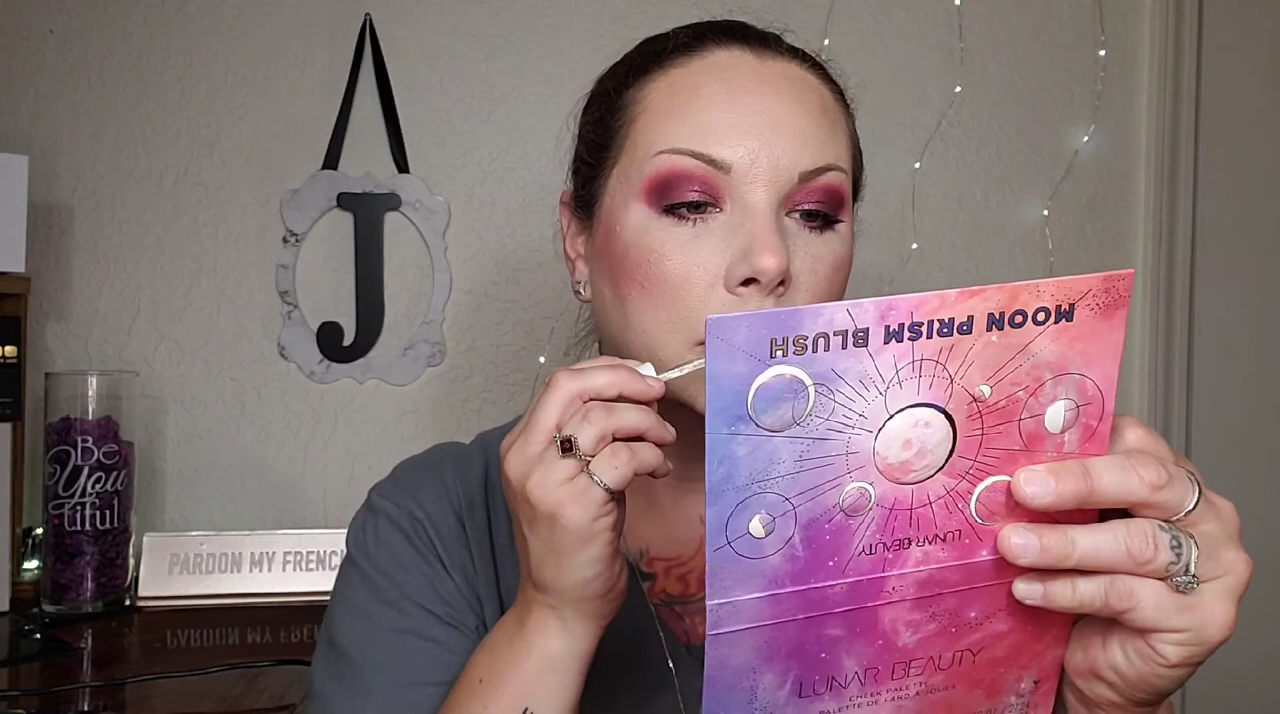 J
Be
You
tiful
PARDON MY FRENCH
MOON PRISM BLUSH
LUNAR BEAUTY
LUNAR BEAUTY
CHEEK PALETTE
PALETTE DE FARD À JOUES